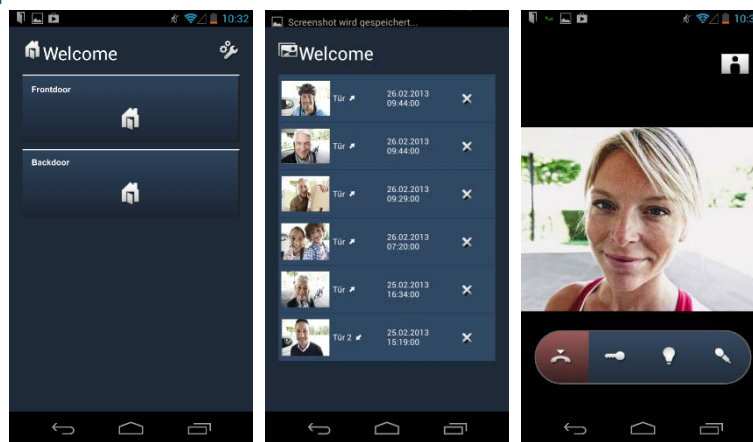 10:32
Welcome
Frontdoor
Backdoor
Screenshot wird gespeichert...
Welcome
Tür
26.02.2013
09:44:00
Tür
26.02.2013
09:44:00
Tür
26.02.2013
09:29:00
Tür
26.02.2013
07:20:00
Tür
25.02.2013
16:34:00
Tür 2
25.02.2013
15:19:00